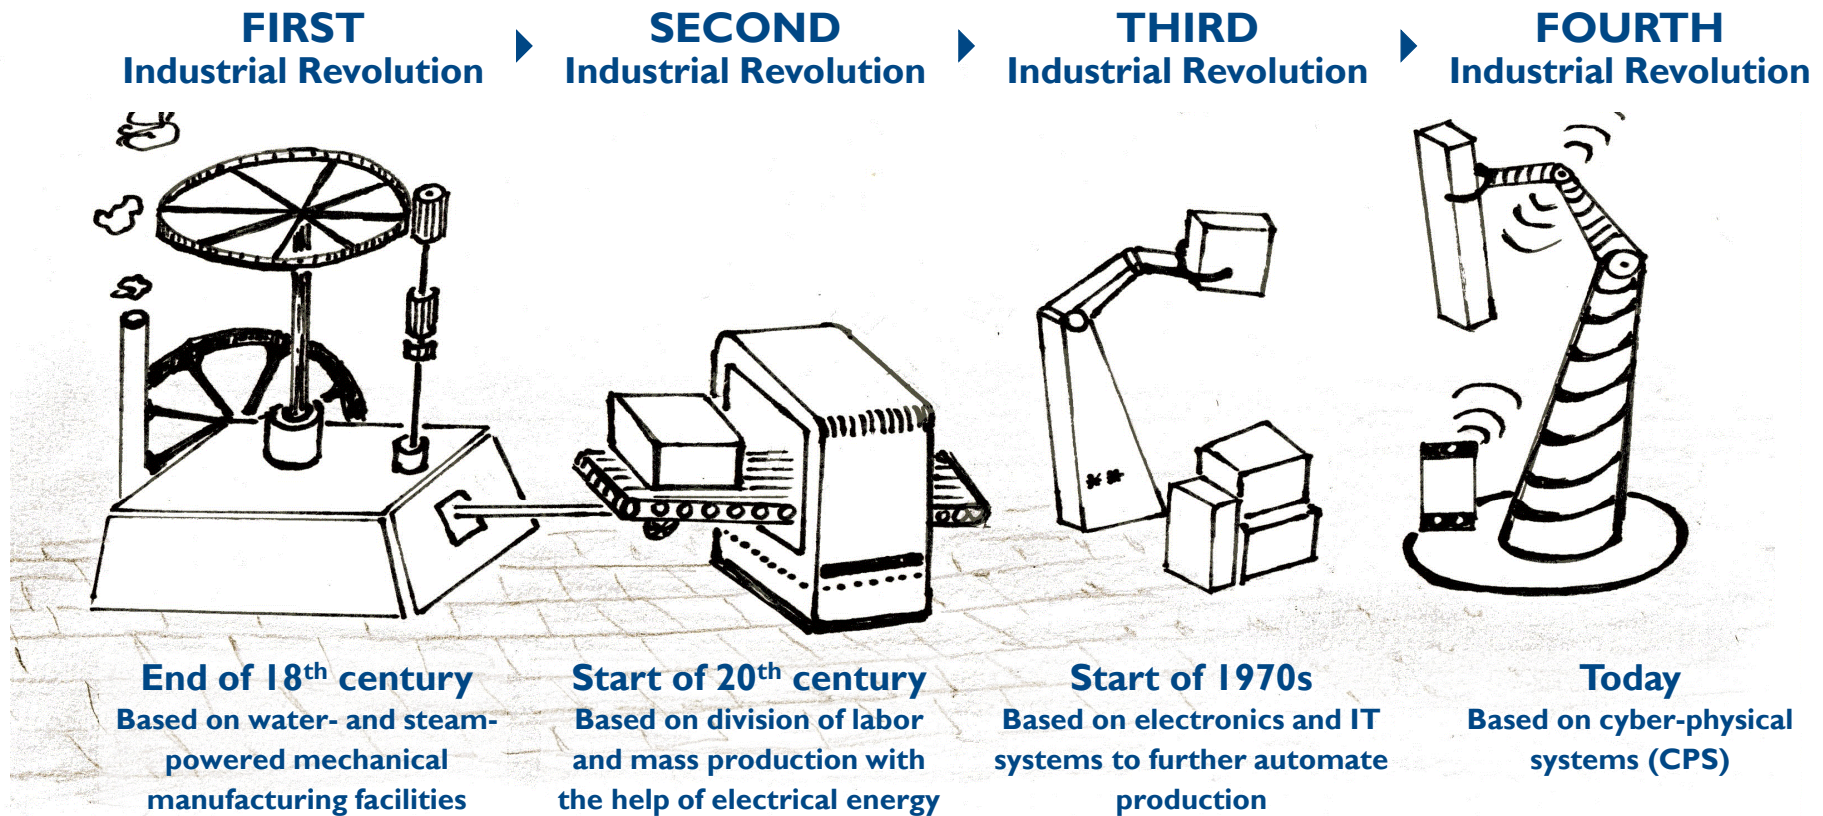 FIRST
Industrial Revolution
SECOND
Industrial Revolution
THIRD
Industrial Revolution
FOURTH
Industrial Revolution
End of 18th century
Based on water- and steam-
powered mechanical
manufacturing facilities
Start of 20th century
Based on division of labor
and mass production with
the help of electrical energy
Start of 1970s
Based on electronics and IT
systems to further automate
production
Today
Based on cyber-physical
systems (CPS)